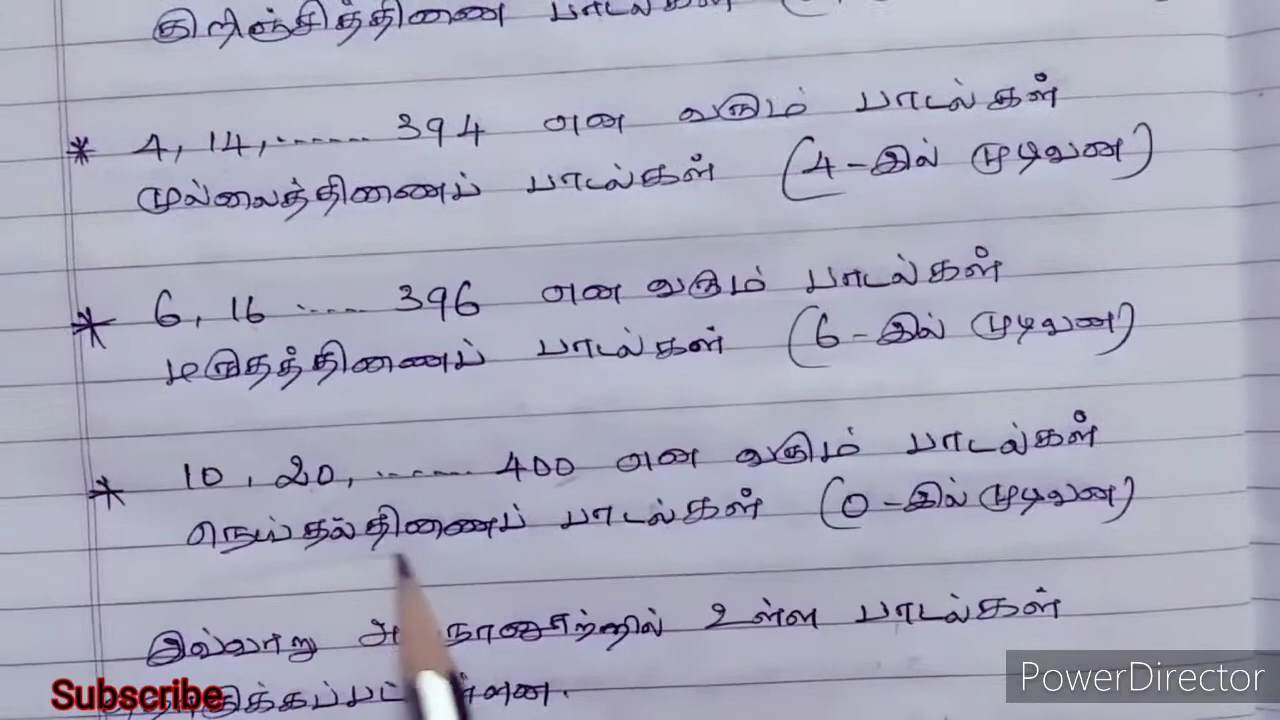 குறிஞ்சித்திணை பாடல்கள்
* 4, 14, ...... 394 என வரும் பாடல்கள்
முல்லைத்திணைப் பாடல்கள் (4-இல் முடிவன)
* 6, 16 ...... 396 என வரும் பாடல்கள்
மருதத்திணைப் பாடல்கள் (6-இல் முடிவன)
* 10, 20, ....... 400 என வரும் பாடல்கள்
நெய்தல்திணைப் பாடல்கள் (0-இல் முடிவன)
இவ்வாறு உள்ள பாடல்கள்
Subscribe
PowerDirector